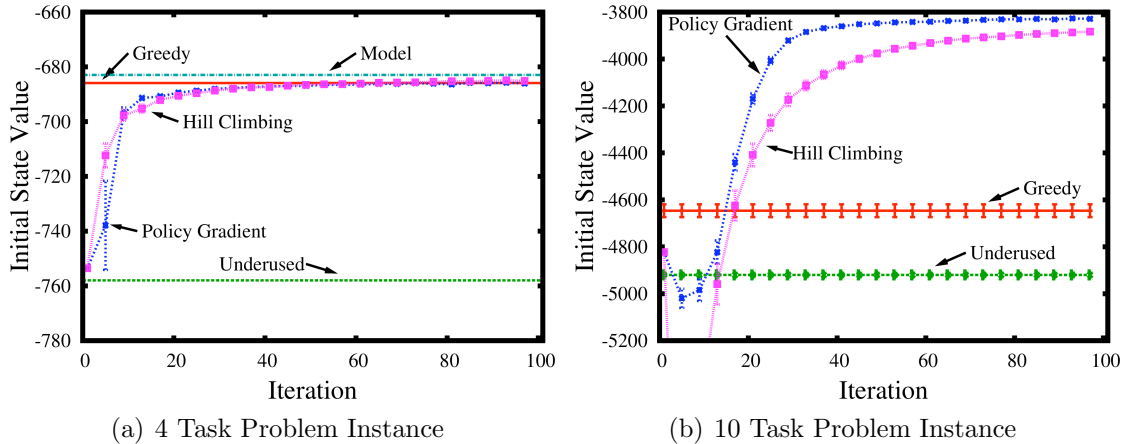 -660
-680
-700
-720
-740
-760
-780
0
20
40
60
80
100
Initial State Value
Iteration
Greedy
Model
Hill Climbing
Policy Gradient
Underused
(a) 4 Task Problem Instance
-3800
-4000
-4200
-4400
-4600
-4800
-5000
-5200
0
20
40
60
80
100
Initial State Value
Iteration
Policy Gradient
Hill Climbing
Greedy
Underused
(b) 10 Task Problem Instance